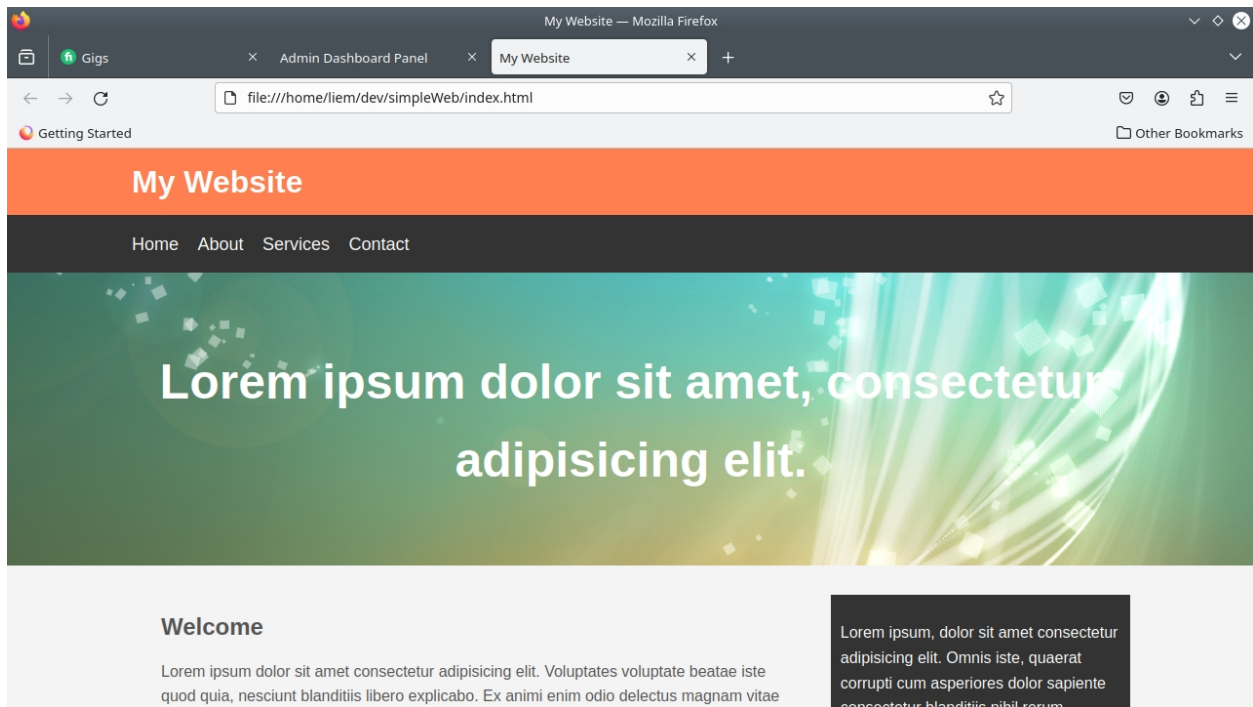 My Website — Mozilla Firefox
Gigs
Admin Dashboard Panel
My Website
file:///home/liem/dev/simpleWeb/index.html
Getting Started
Other Bookmarks
My Website
Home About Services Contact
Lorem ipsum dolor sit amet, consectetur
adipisicing elit.
Welcome
Lorem ipsum dolor sit amet consectetur adipisicing elit. Voluptates voluptate beatae iste
quod quia, nesciunt blanditiis libero explicabo. Ex animi enim odio delectus magnam vitae
Lorem ipsum, dolor sit amet consectetur
adipisicing elit. Omnis iste, quaerat
corrupti cum asperiores dolor sapiente
consectetur blanditiis nihil rerum